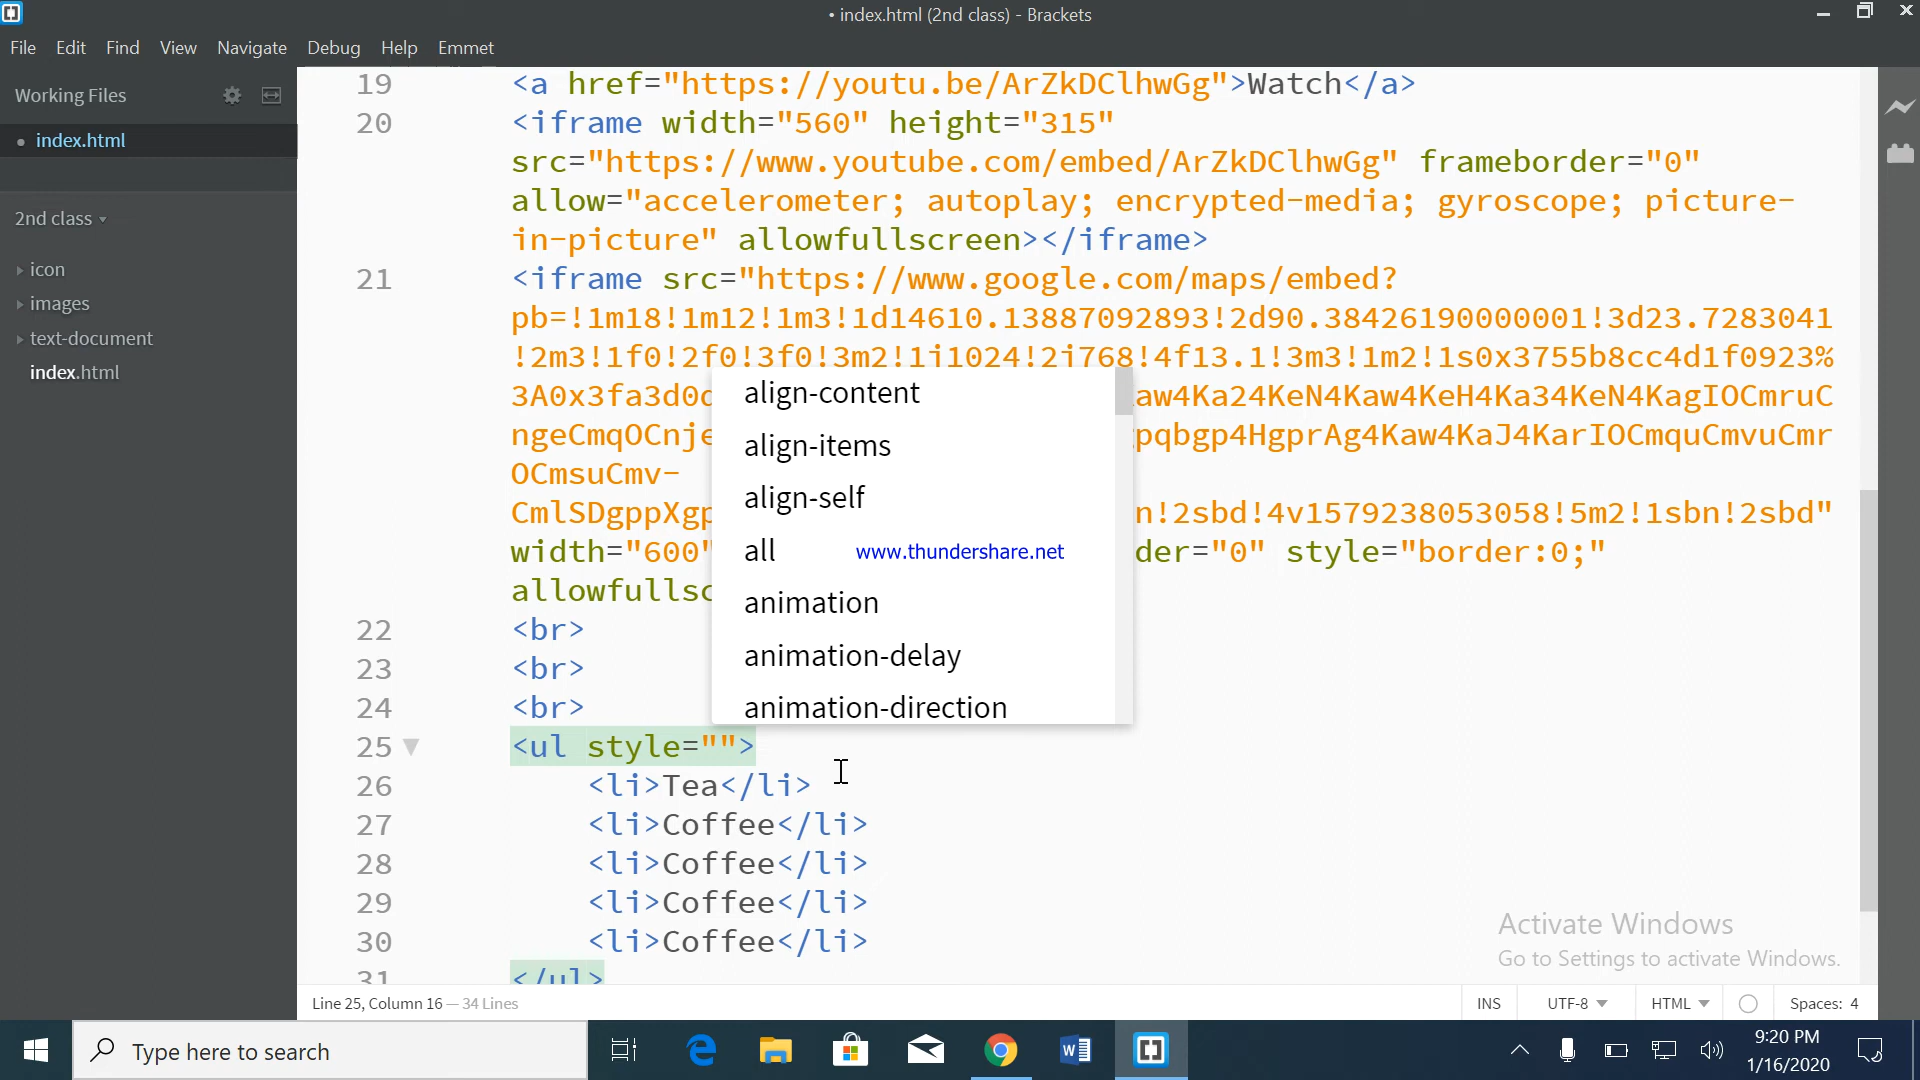 • index.html (2nd class) - Brackets
File Edit Find View Navigate Debug Help Emmet
Working Files
• index.html
2nd class
icon
images
text-document
index.html
19 <a href="https://youtu.be/ArZkDClhwGg">Watch</a>
20 <iframe width="560" height="315"
src="https://www.youtube.com/embed/ArZkDClhwGg" frameborder="0"
allow="accelerometer; autoplay; encrypted-media; gyroscope; picture-
in-picture" allowfullscreen></iframe>
21 <iframe src="https://www.google.com/maps/embed?
pb=!1m18!1m12!1m3!1d14610.13887092893!2d90.38426190000001!3d23.7283041
!2m3!1f0!2f0!3f0!3m2!1i1024!2i768!4f13.1!3m3!1m2!1s0x3755b8cc4d1f0923%
3A0x3fa3d0 aw4Ka24KeN4Kaw4KeH4Ka34KeN4KagIOCmruC
ngeCmqOCnje pqbgp4HgprAg4Kaw4KaJ4KarIOCmquCmvuCmr
OCmsuCmv-
CmlSDgppXgp n!2sbd!4v1579238053058!5m2!1sbn!2sbd"
width="600" der="0" style="border:0;"
allowfullsc
22 <br>
23 <br>
24 <br>
25 <ul style="">
26 <li>Tea</li>
27 <li>Coffee</li>
28 <li>Coffee</li>
29 <li>Coffee</li>
30 <li>Coffee</li>
31 </ul>
align-content
align-items
align-self
all
www.thundershare.net
animation
animation-delay
animation-direction
Activate Windows
Go to Settings to activate Windows.
Line 25, Column 16 — 34 Lines
INS UTF-8 HTML Spaces: 4
Type here to search
9:20 PM
1/16/2020